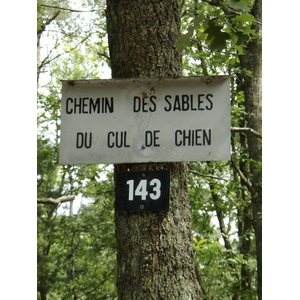 CHEMIN DES SABLES
DU CUL DE CHIEN
143